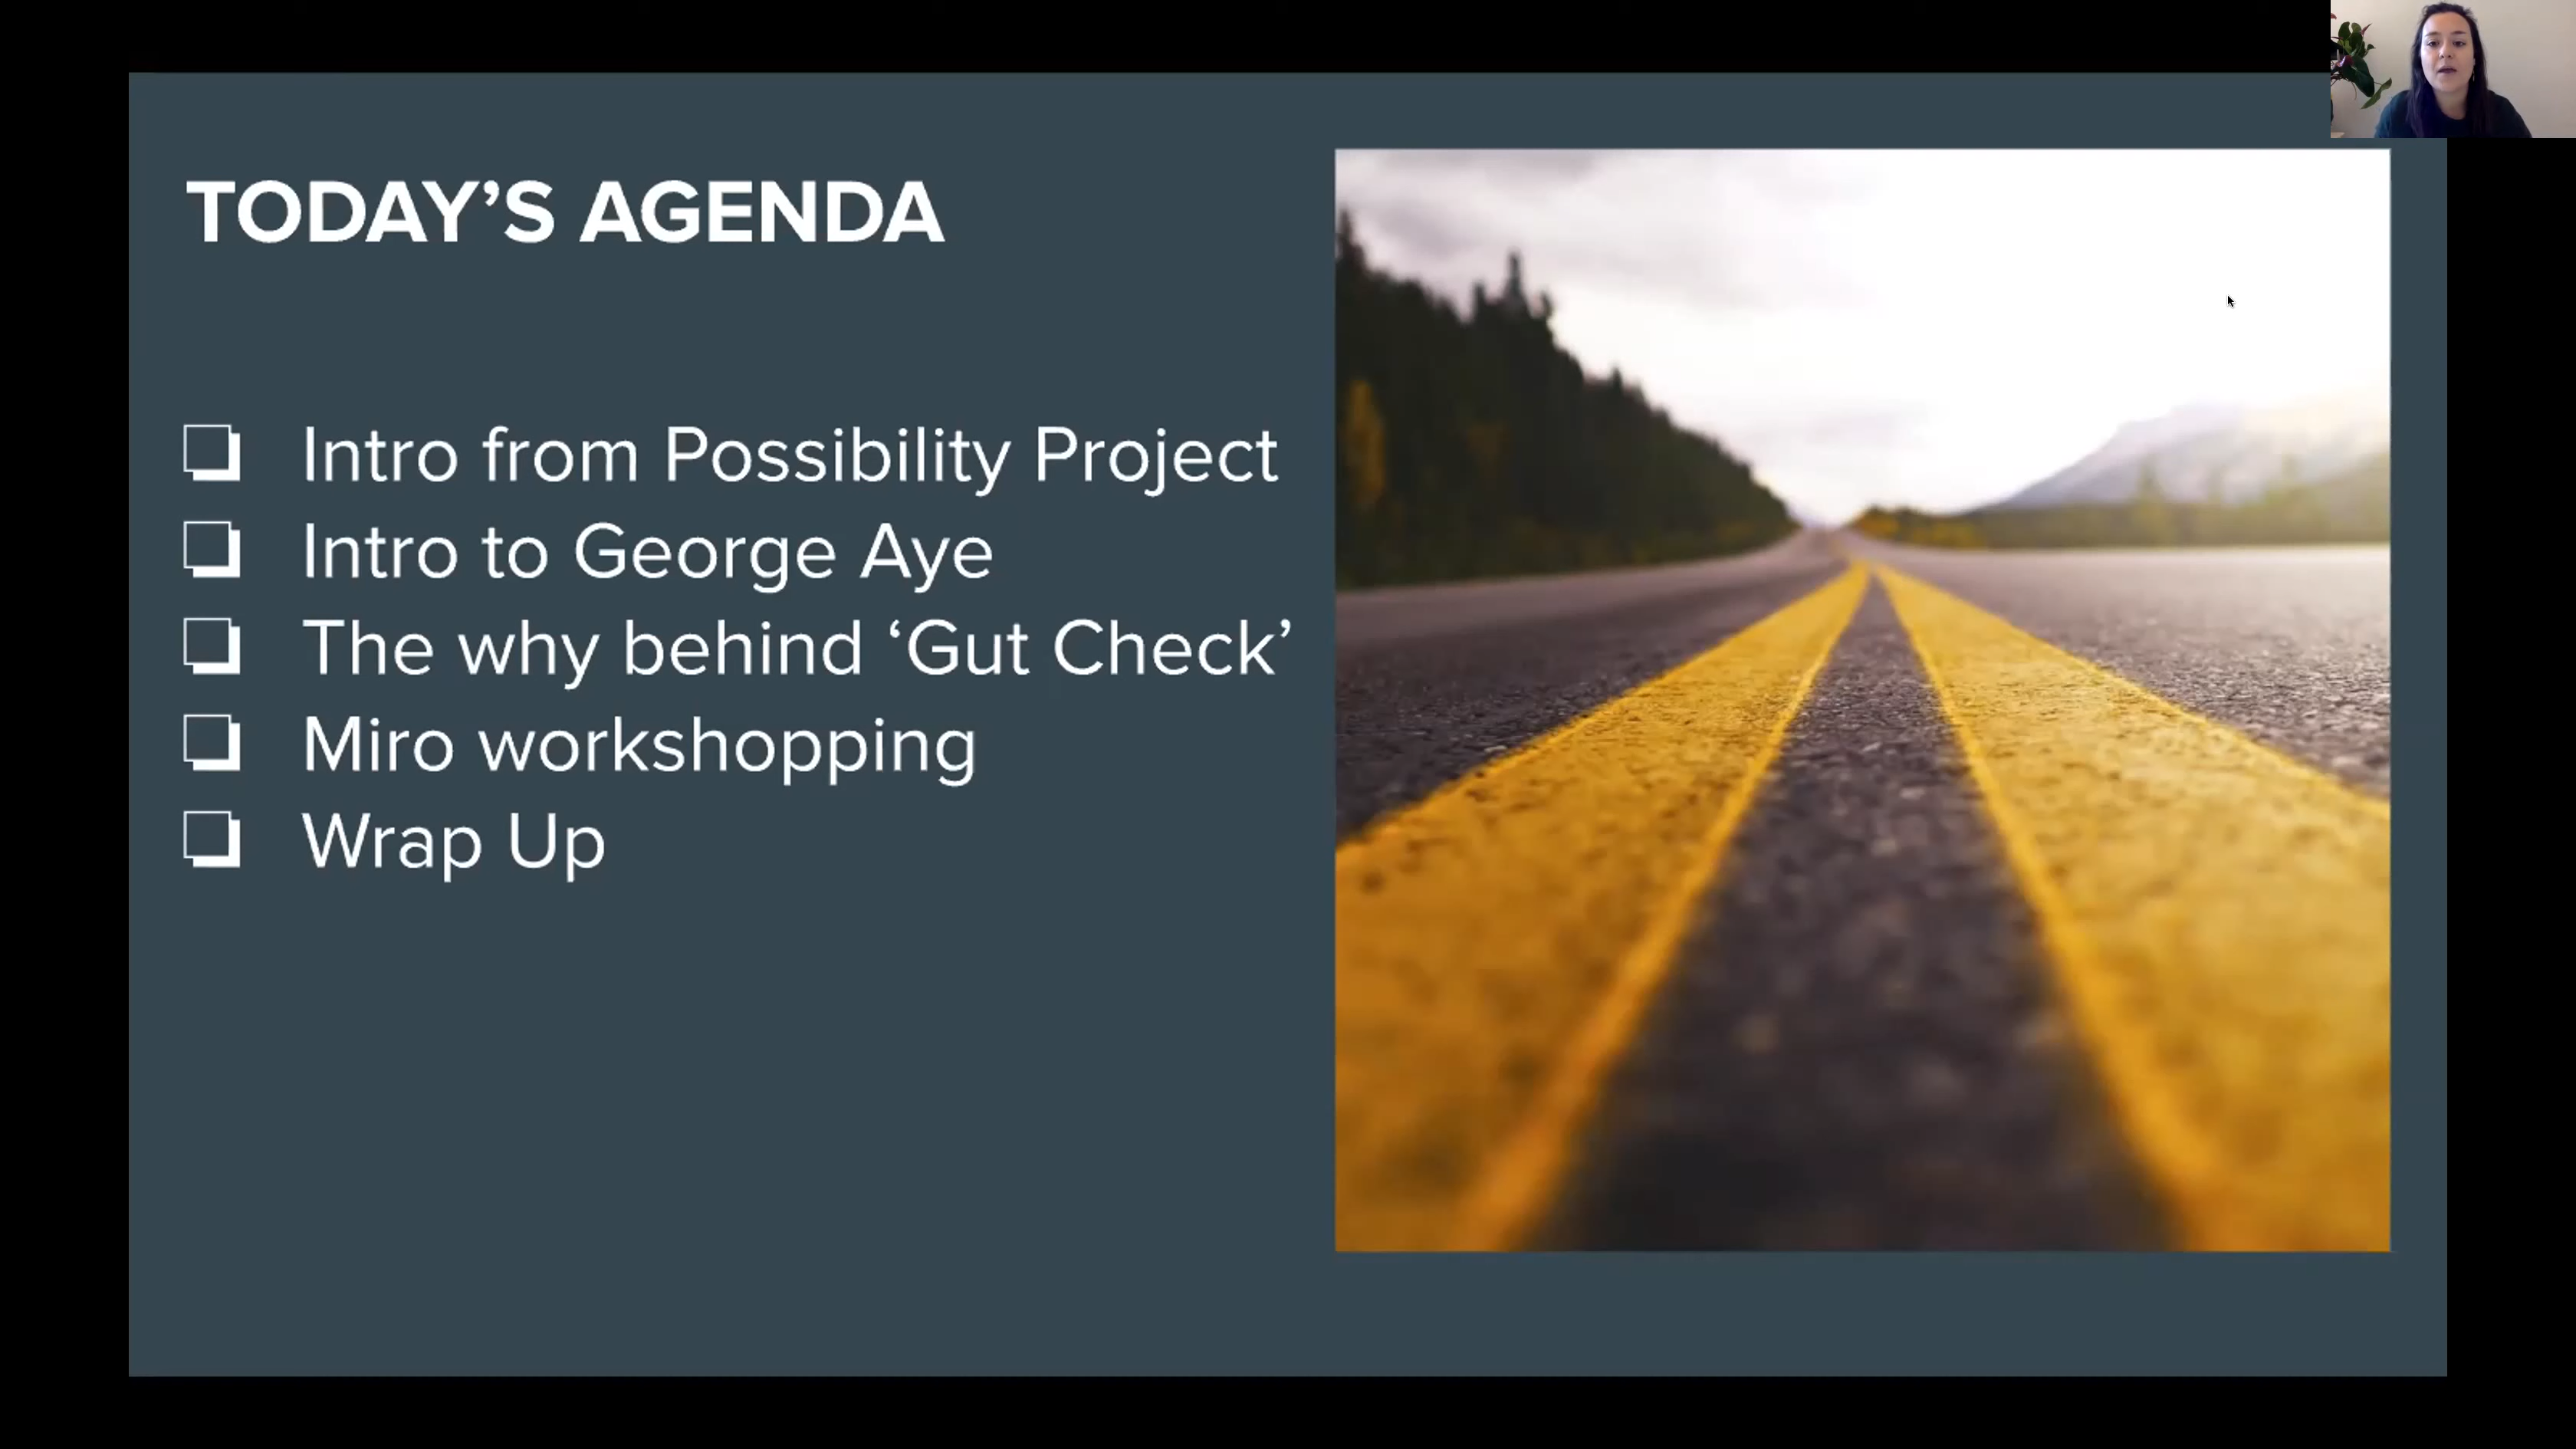 TODAY’S AGENDA
Intro from Possibility Project
Intro to George Aye
The why behind ‘Gut Check’
Miro workshopping
Wrap Up